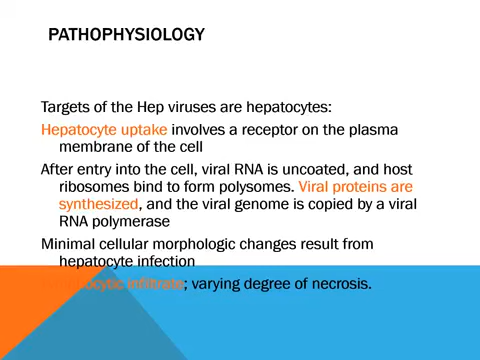 PATHOPHYSIOLOGY
Targets of the Hep viruses are hepatocytes:
Hepatocyte uptake involves a receptor on the plasma
membrane of the cell
After entry into the cell, viral RNA is uncoated, and host
ribosomes bind to form polysomes. Viral proteins are
synthesized, and the viral genome is copied by a viral
RNA polymerase
Minimal cellular morphologic changes result from
hepatocyte infection
infiltrate; varying degree of necrosis.